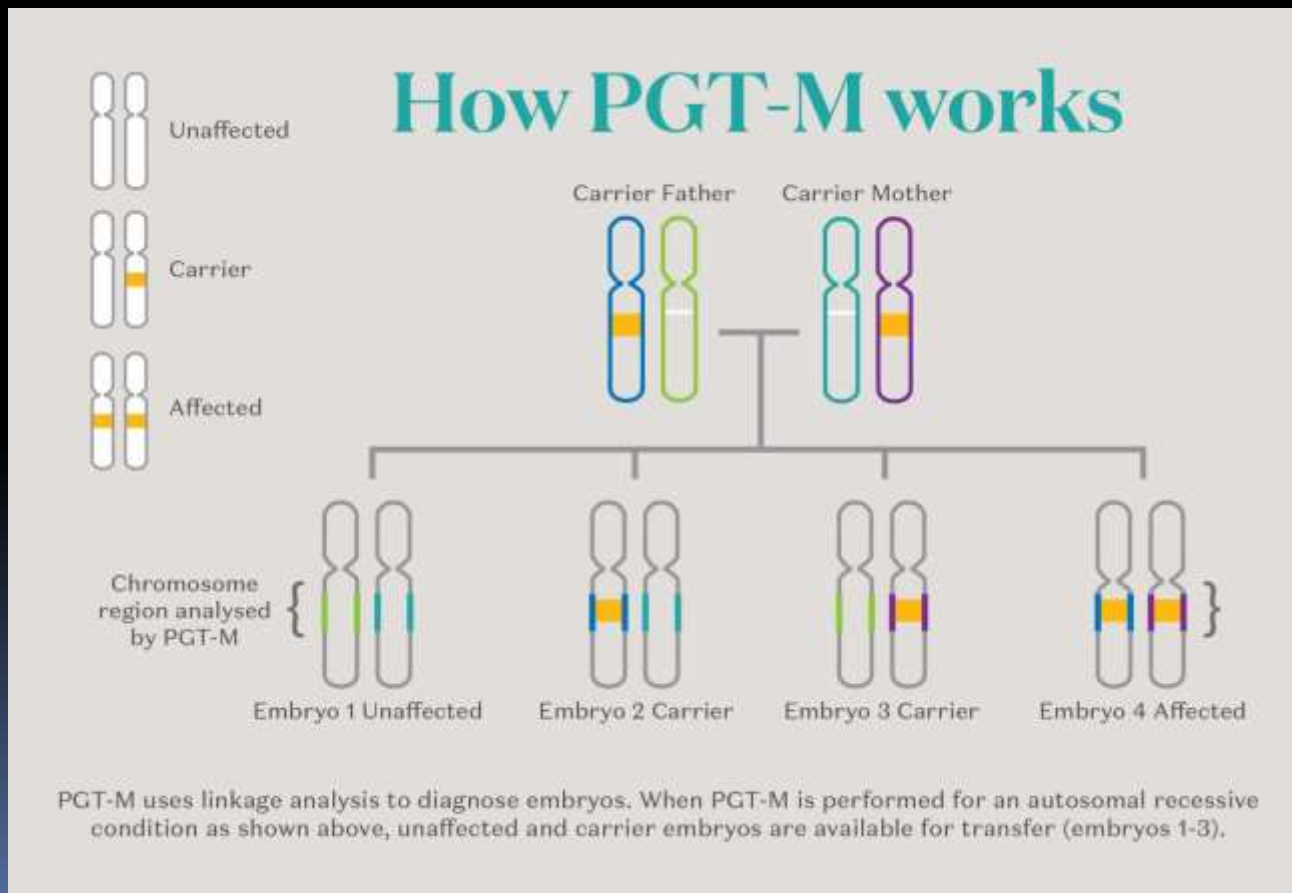 How PGT-M works
Unaffected
Carrier
Affected
Carrier Father
Carrier Mother
Chromosome
region analysed
by PGT-M
{
}
Embryo 1 Unaffected
Embryo 2 Carrier
Embryo 3 Carrier
Embryo 4 Affected
PGT-M uses linkage analysis to diagnose embryos. When PGT-M is performed for an autosomal recessive
condition as shown above, unaffected and carrier embryos are available for transfer (embryos 1-3).